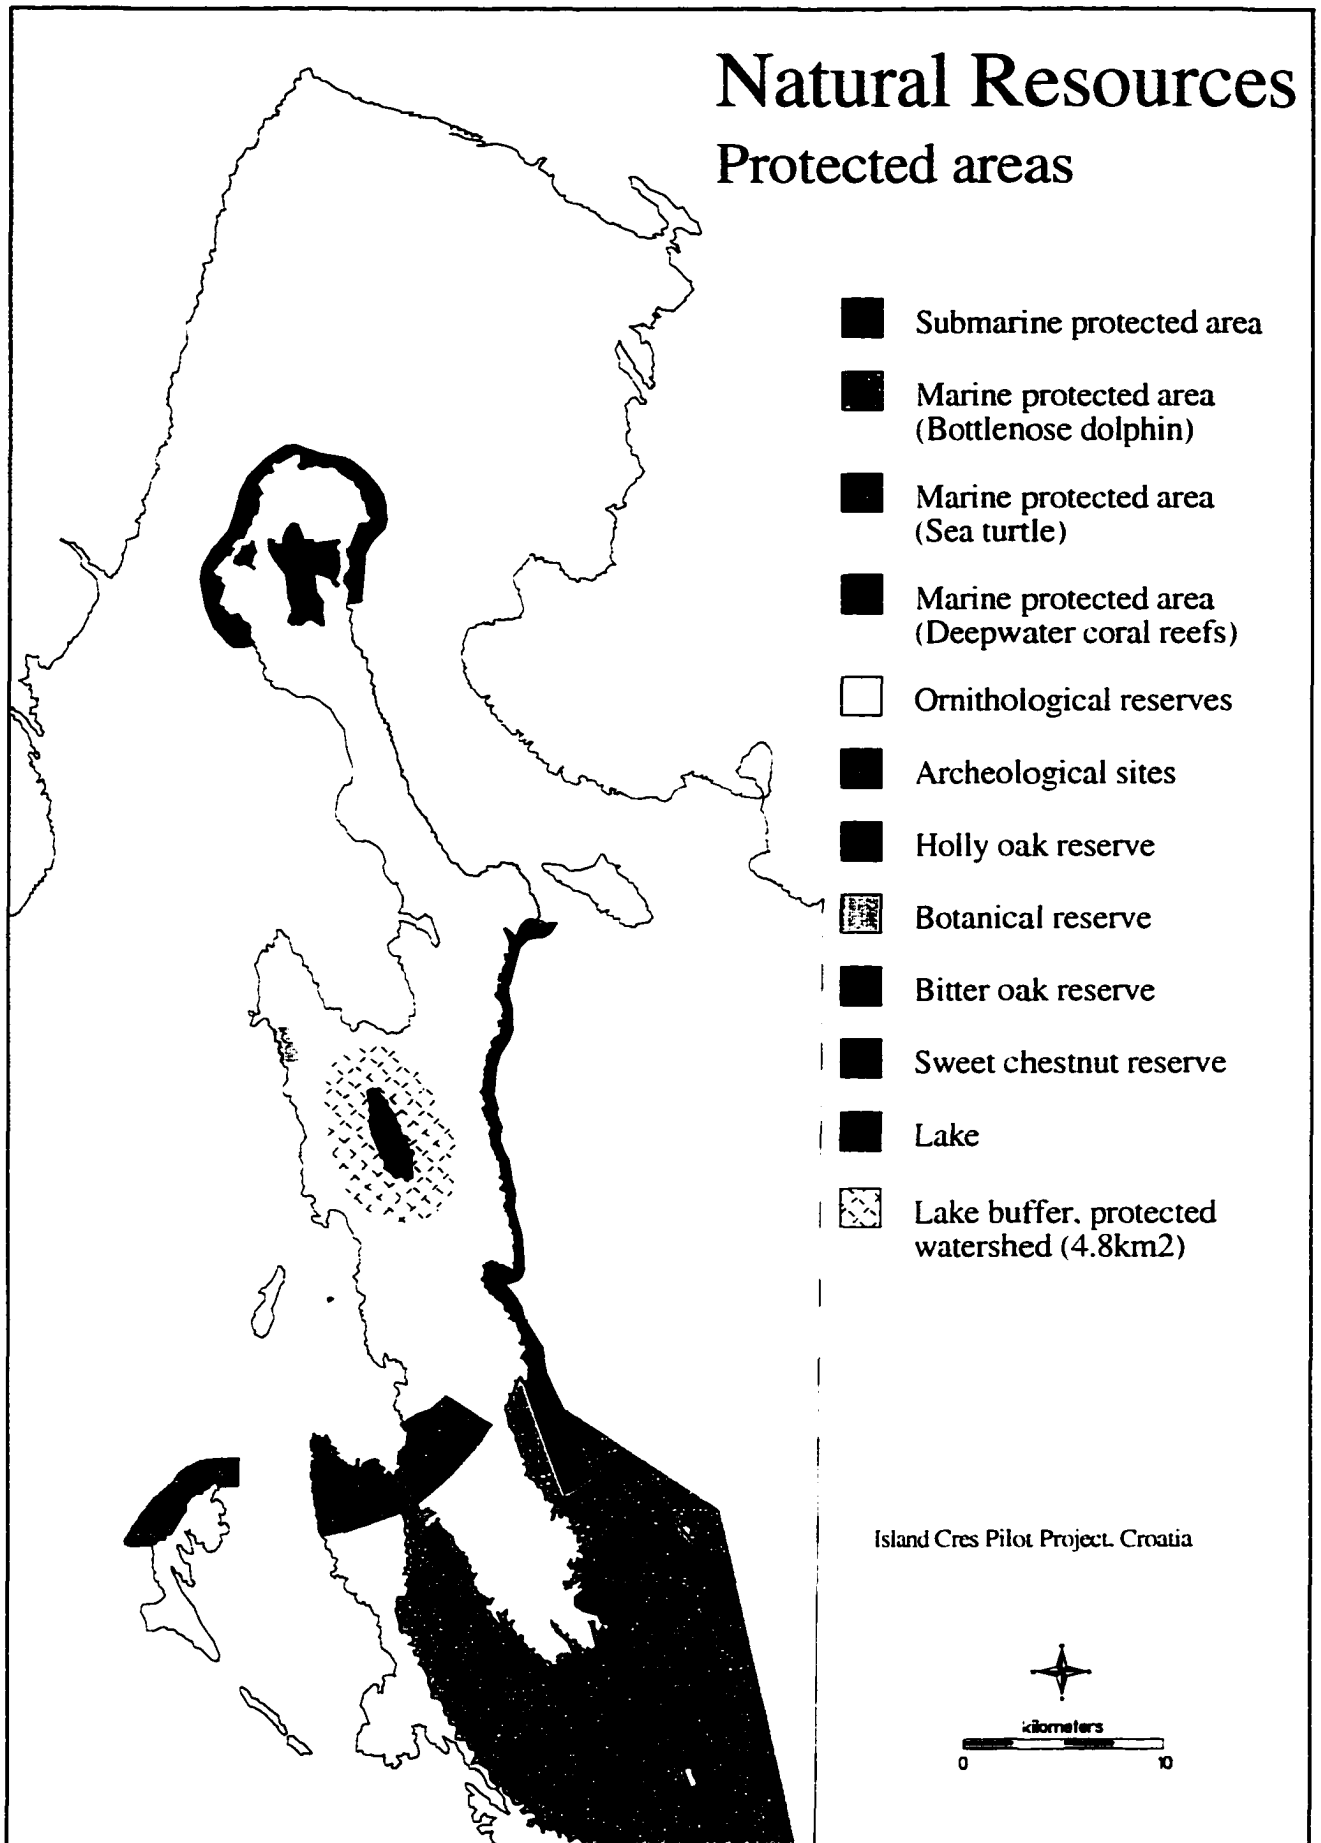 Natural Resources
Protected areas
Submarine protected area
Marine protected area
(Bottlenose dolphin)
Marine protected area
(Sea turtle)
Marine protected area
(Deepwater coral reefs)
Ornithological reserves
Archeological sites
Holly oak reserve
Botanical reserve
Bitter oak reserve
Sweet chestnut reserve
Lake
Lake buffer, protected
watershed (4.8km2)
Island Cres Pilot Project. Croatia
kilometers
0 10